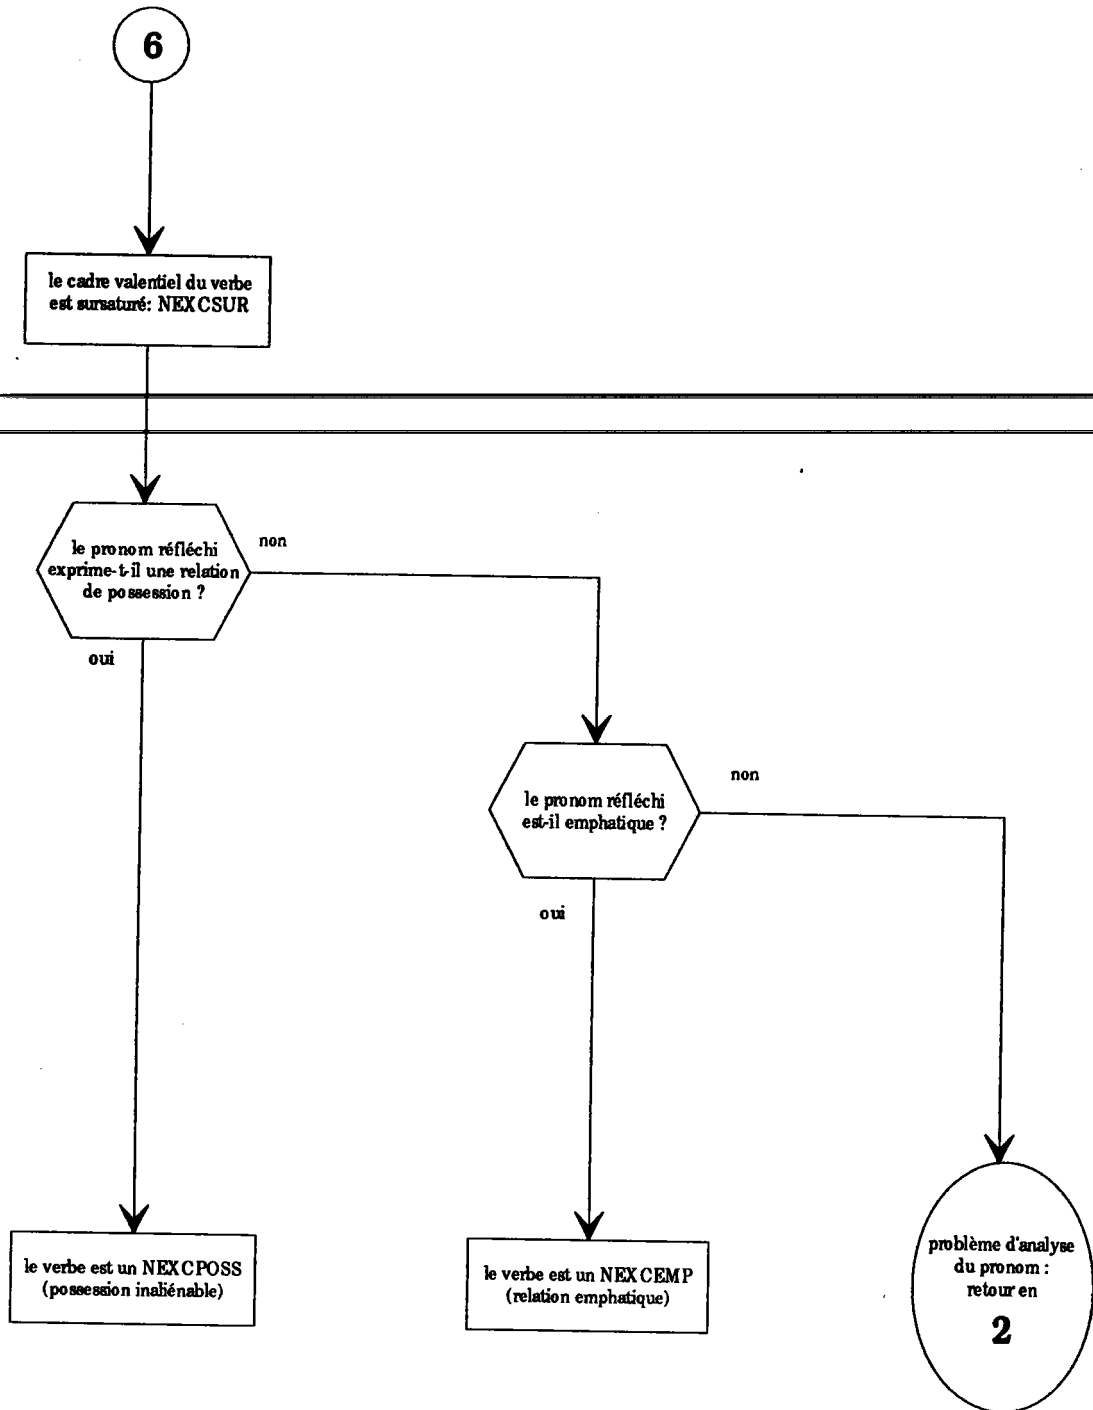 6
le cadre valentiel du verbe
est sursaturé: NEXCSUR
le pronom réfléchi
exprime-t-il une relation
de possession ?
non
oui
le pronom réfléchi
est-il emphatique ?
non
oui
le verbe est un NEXCPOSS
(possession inaliénable)
le verbe est un NEXCEMP
(relation emphatique)
problème d'analyse
du pronom :
retour en
2